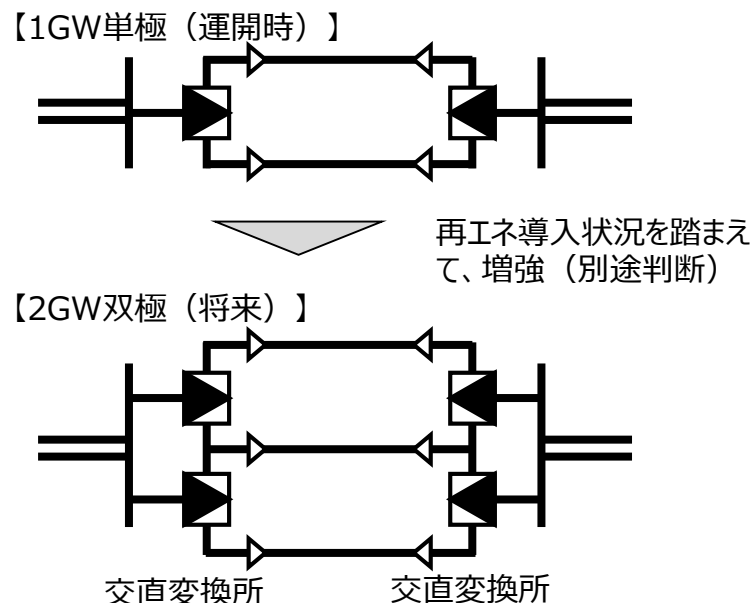 【1GW単極（運開時）】
再エネ導入状況を踏まえ
て、増強（別途判断）
【2GW双極（将来）】
交直変換所
交直変換所